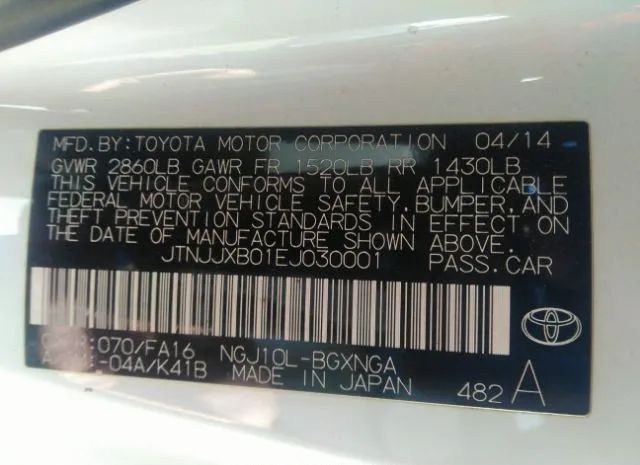 MFD.BY:TOYOTA MOTOR CORPORATION 04/14
GVWR 2860LB GAWR FR 1520LB RR 1430LB
THIS VEHICLE CONFORMS TO ALL APPLICABLE
FEDERAL MOTOR VEHICLE SAFETY,BUMPER,AND
THEFT PREVENTION STANDARDS IN EFFECT ON
THE DATE OF MANUFACTURE SHOWN ABOVE.
JTNJJXB01EJ030001 PASS.CAR
070/FA16 NGJ10L-BGXNGA
-04A/K41B MADE IN JAPAN
482 A